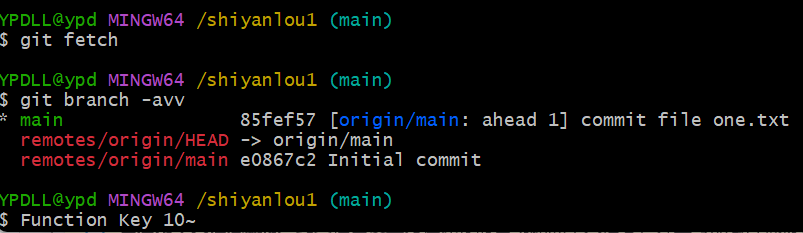 YPDLL@ypd MINGW64 /shiyanlou1 (main)
$ git fetch
YPDLL@ypd MINGW64 /shiyanlou1 (main)
$ git branch -avv
* main 85fef57 [origin/main: ahead 1] commit file one.txt
remotes/origin/HEAD -> origin/main
remotes/origin/main e0867c2 Initial commit
YPDLL@ypd MINGW64 /shiyanlou1 (main)
$ Function Key 10~